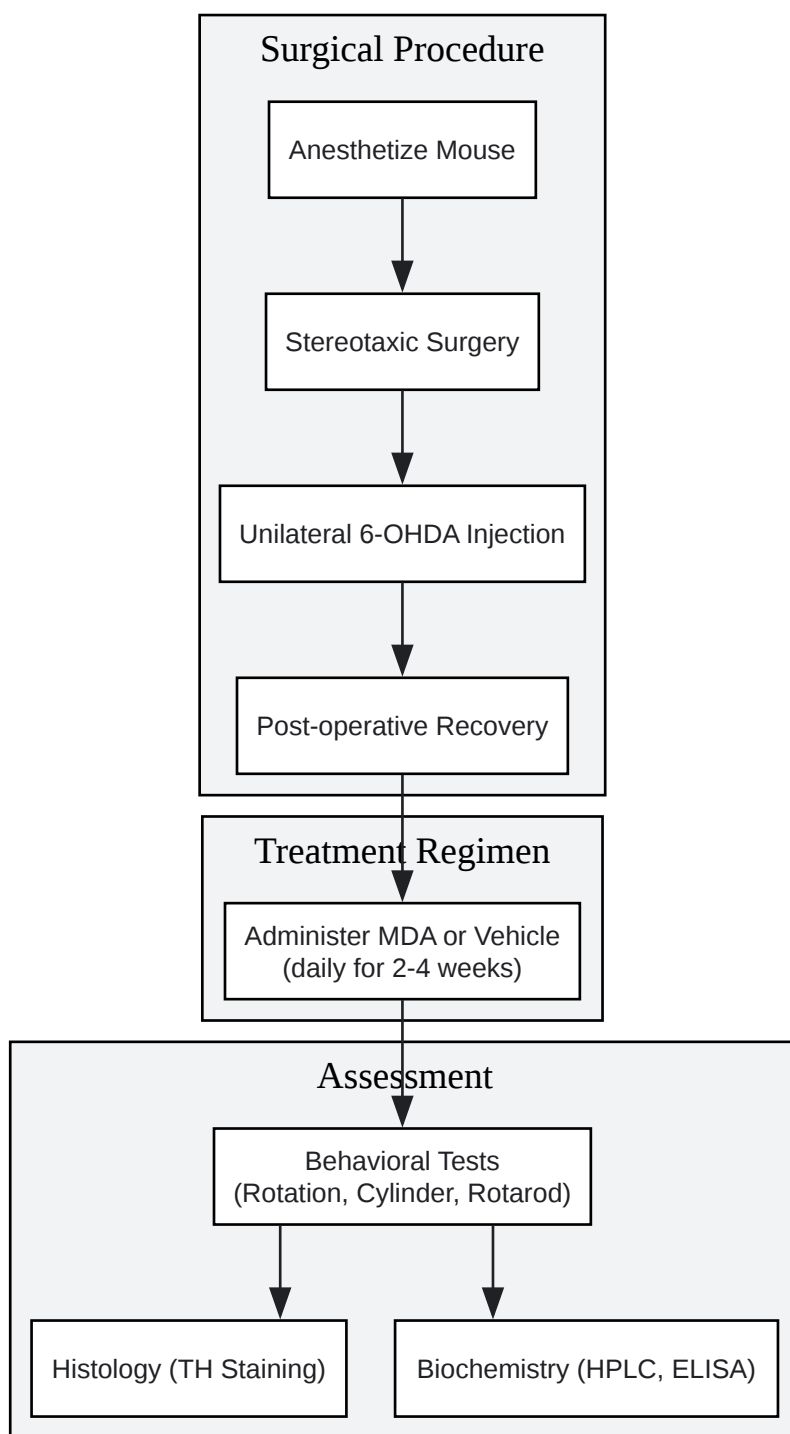 Surgical Procedure
Anesthetize Mouse
Stereotaxic Surgery
Unilateral 6-OHDA Injection
Post-operative Recovery
Treatment Regimen
Administer MDA or Vehicle
(daily for 2-4 weeks)
Assessment
Behavioral Tests
(Rotation, Cylinder, Rotarod)
Histology (TH Staining)
Biochemistry (HPLC, ELISA)